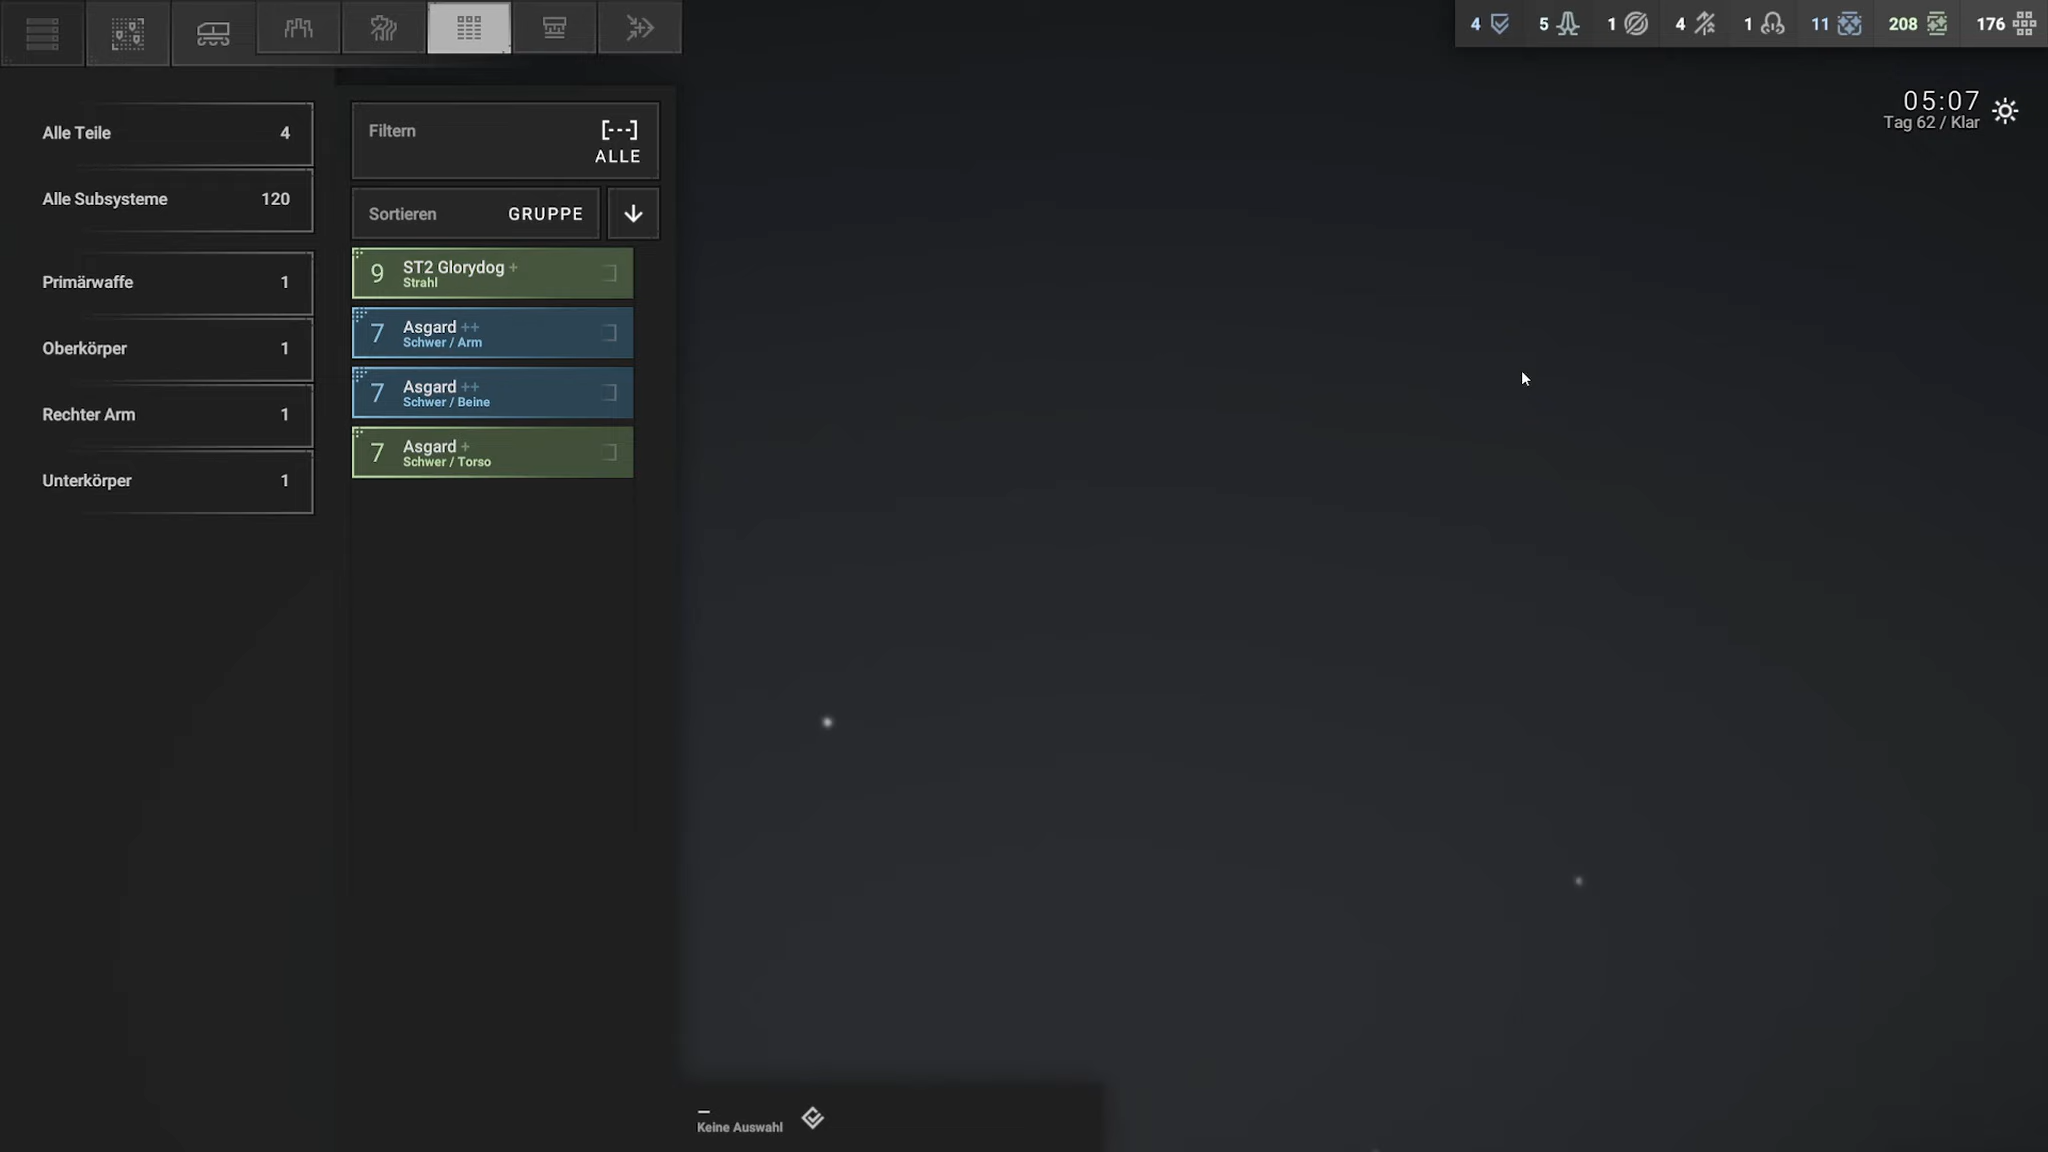 4 5 1 4 1 11 208 176
05:07
Tag 62 / Klar
Alle Teile 4
Alle Subsysteme 120
Primärwaffe 1
Oberkörper 1
Rechter Arm 1
Unterkörper 1
Filtern [---]
ALLE
Sortieren GRUPPE
9 ST2 Glorydog +
Strahl
7 Asgard ++
Schwer / Arm
7 Asgard ++
Schwer / Beine
7 Asgard +
Schwer / Torso
–
Keine Auswahl